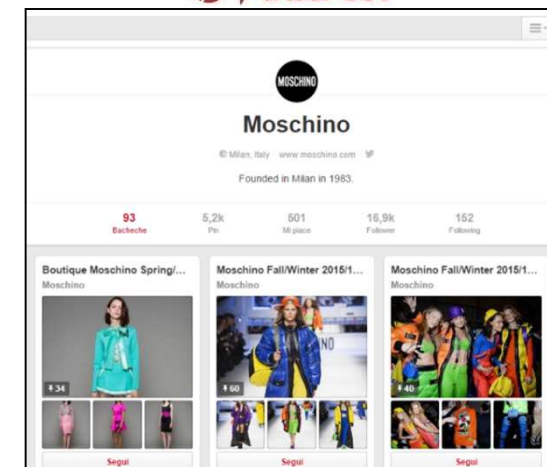 MOSCHINO
Moschino
Milan, Italy www.moschino.com
Founded in Milan in 1983.
93 5,2k 501 16,9k 152
Bacheche Pin Mi piace Follower Following
Boutique Moschino Spring/... Moschino Fall/Winter 2015/1... Moschino Fall/Winter 2015/1...
Moschino Moschino Moschino
34 60 40
Segui Segui Segui